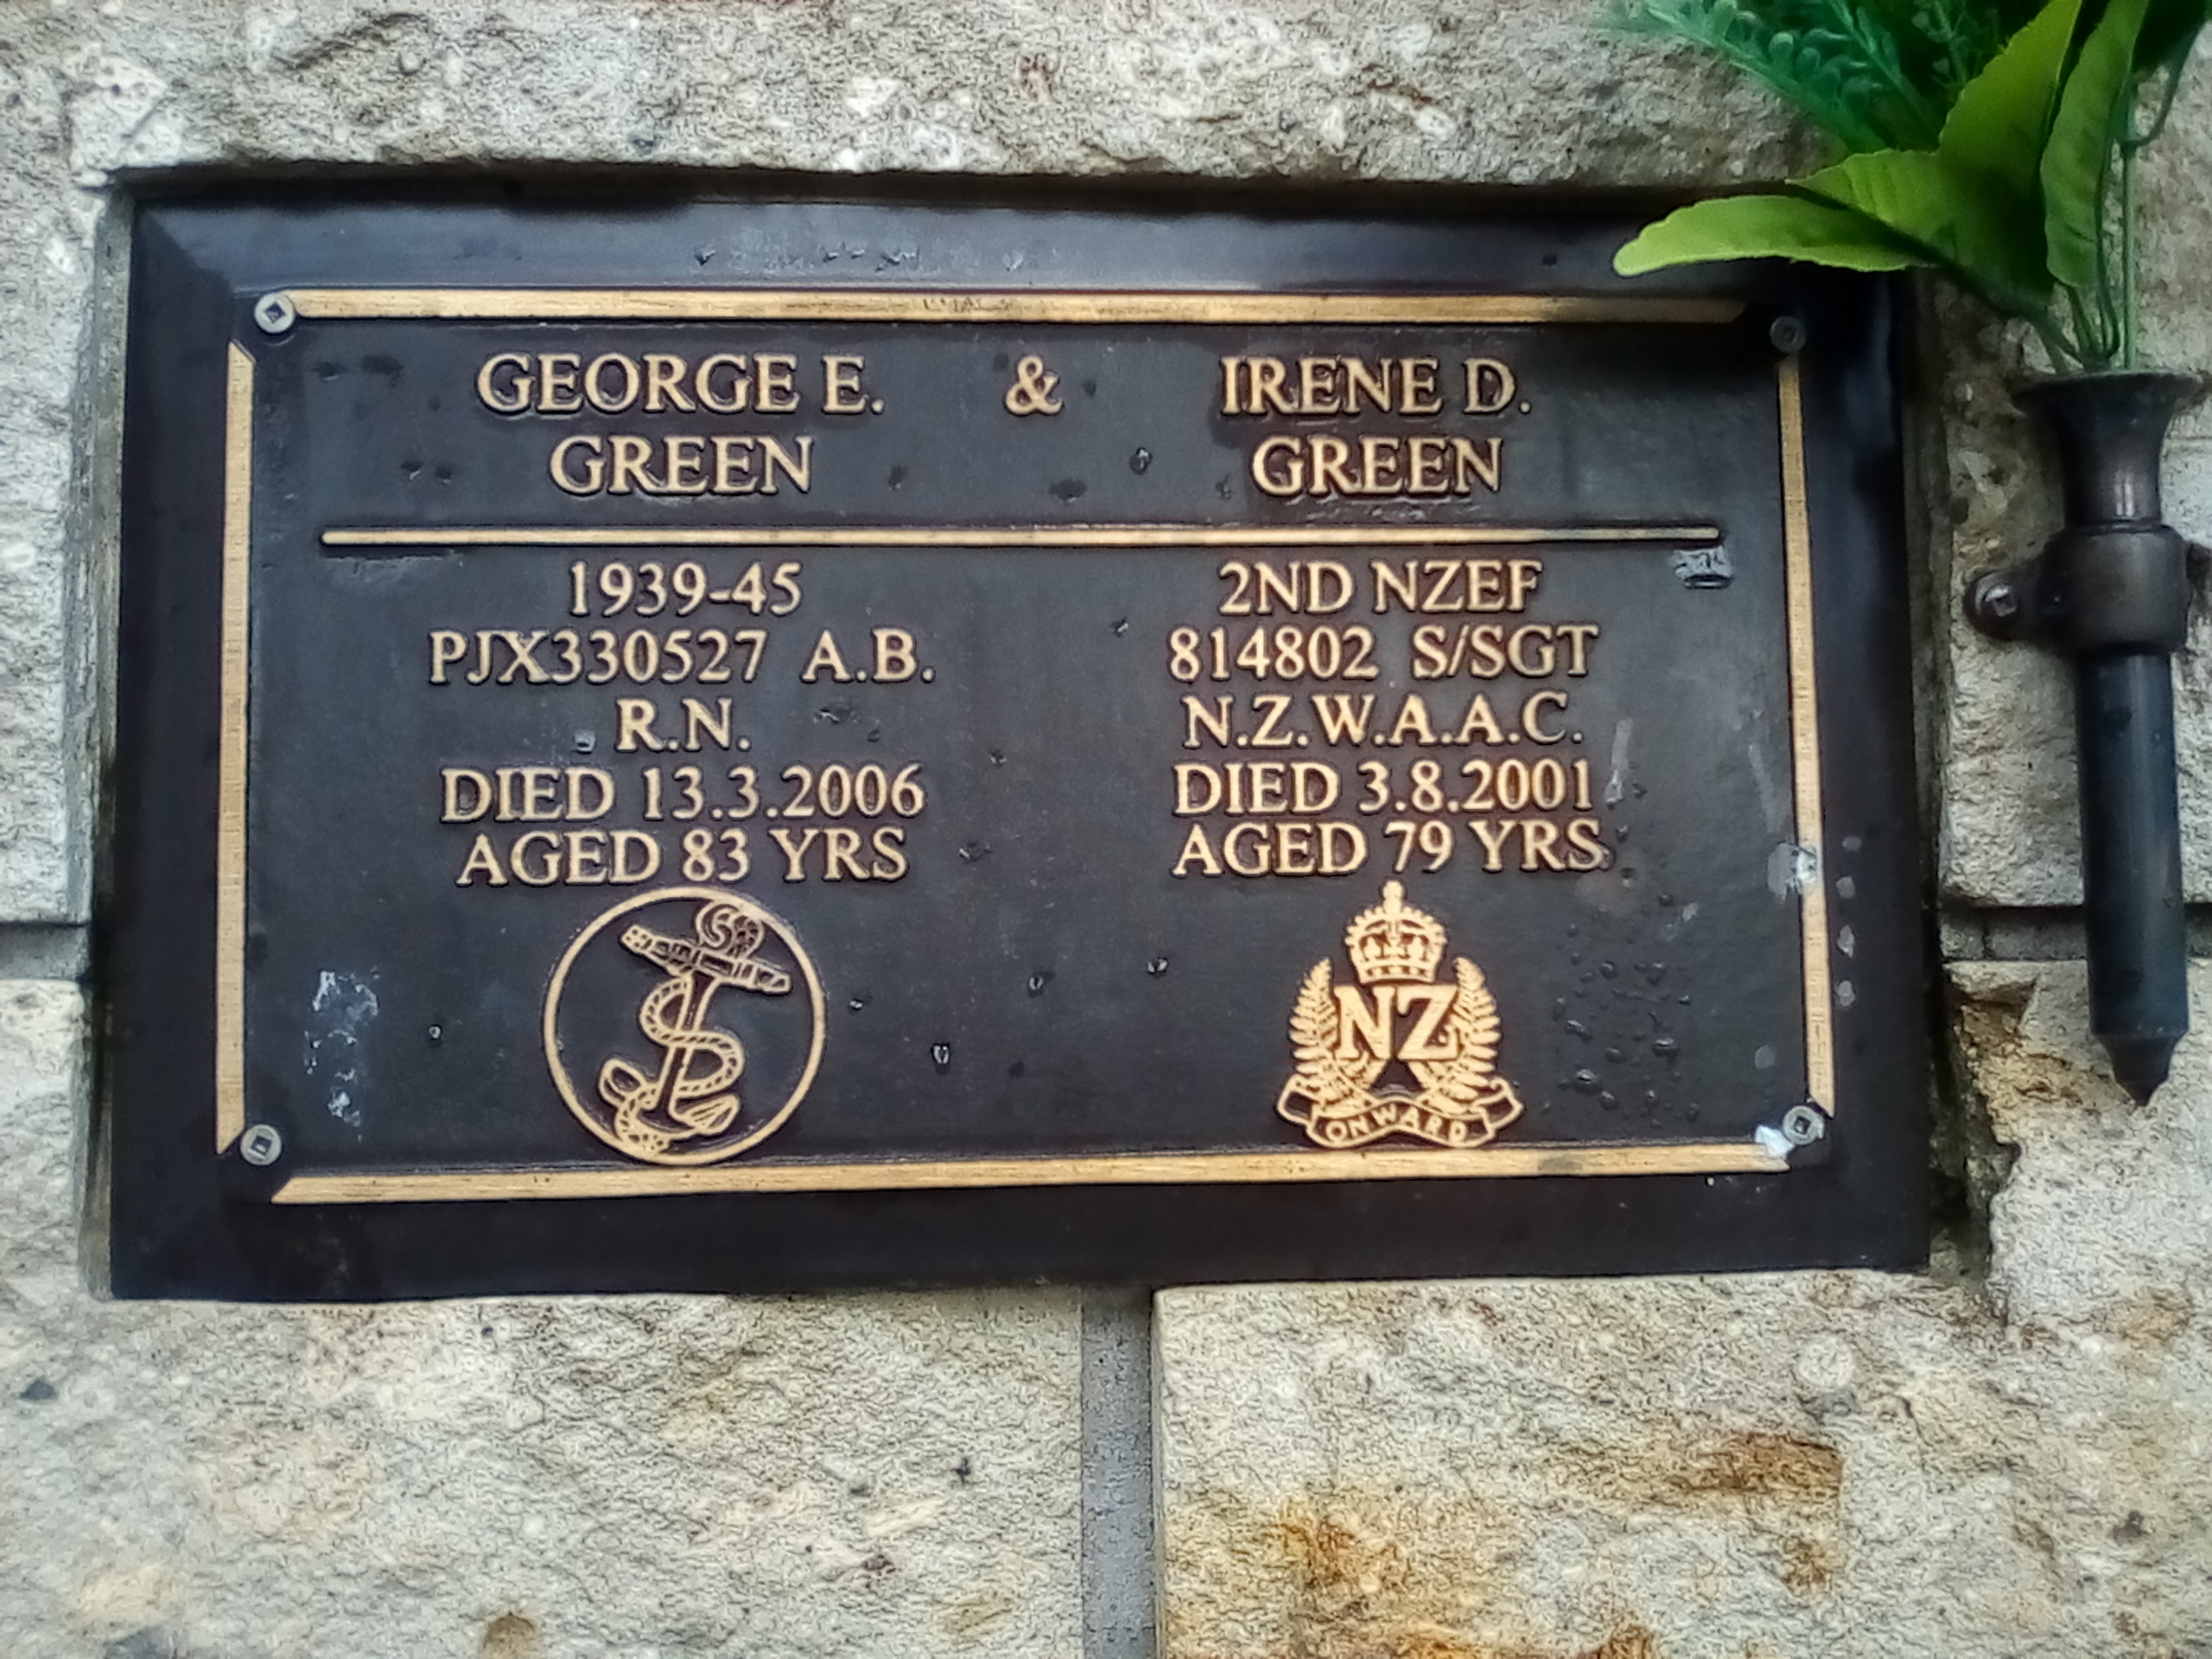 GEORGE E. & IRENE D.
GREEN GREEN
1939-45
PJX330527 A.B.
R.N.
DIED 13.3.2006
AGED 83 YRS
2ND NZEF
814802 S/SGT
N.Z.W.A.A.C.
DIED 3.8.2001
AGED 79 YRS
NZ
ONWARD